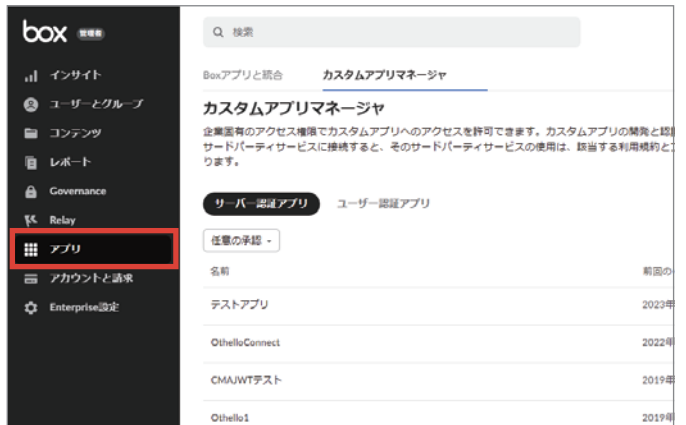 box 管理者
検索
インサイト
ユーザーとグループ
コンテンツ
レポート
Governance
Relay
アプリ
アカウントと請求
Enterprise設定
Boxアプリと統合
カスタムアプリマネージャ
カスタムアプリマネージャ
企業固有のアクセス権限でカスタムアプリへのアクセスを許可できます。カスタムアプリの開発と認
サードパーティサービスに接続すると、そのサードパーティサービスの使用は、該当する利用規約と
ります。
サーバー認証アプリ
ユーザー認証アプリ
任意の承認
名前
前回の
テストアプリ
2023年
OthelloConnect
2022年
CMAJWTテスト
2019年
Othello1
2019年